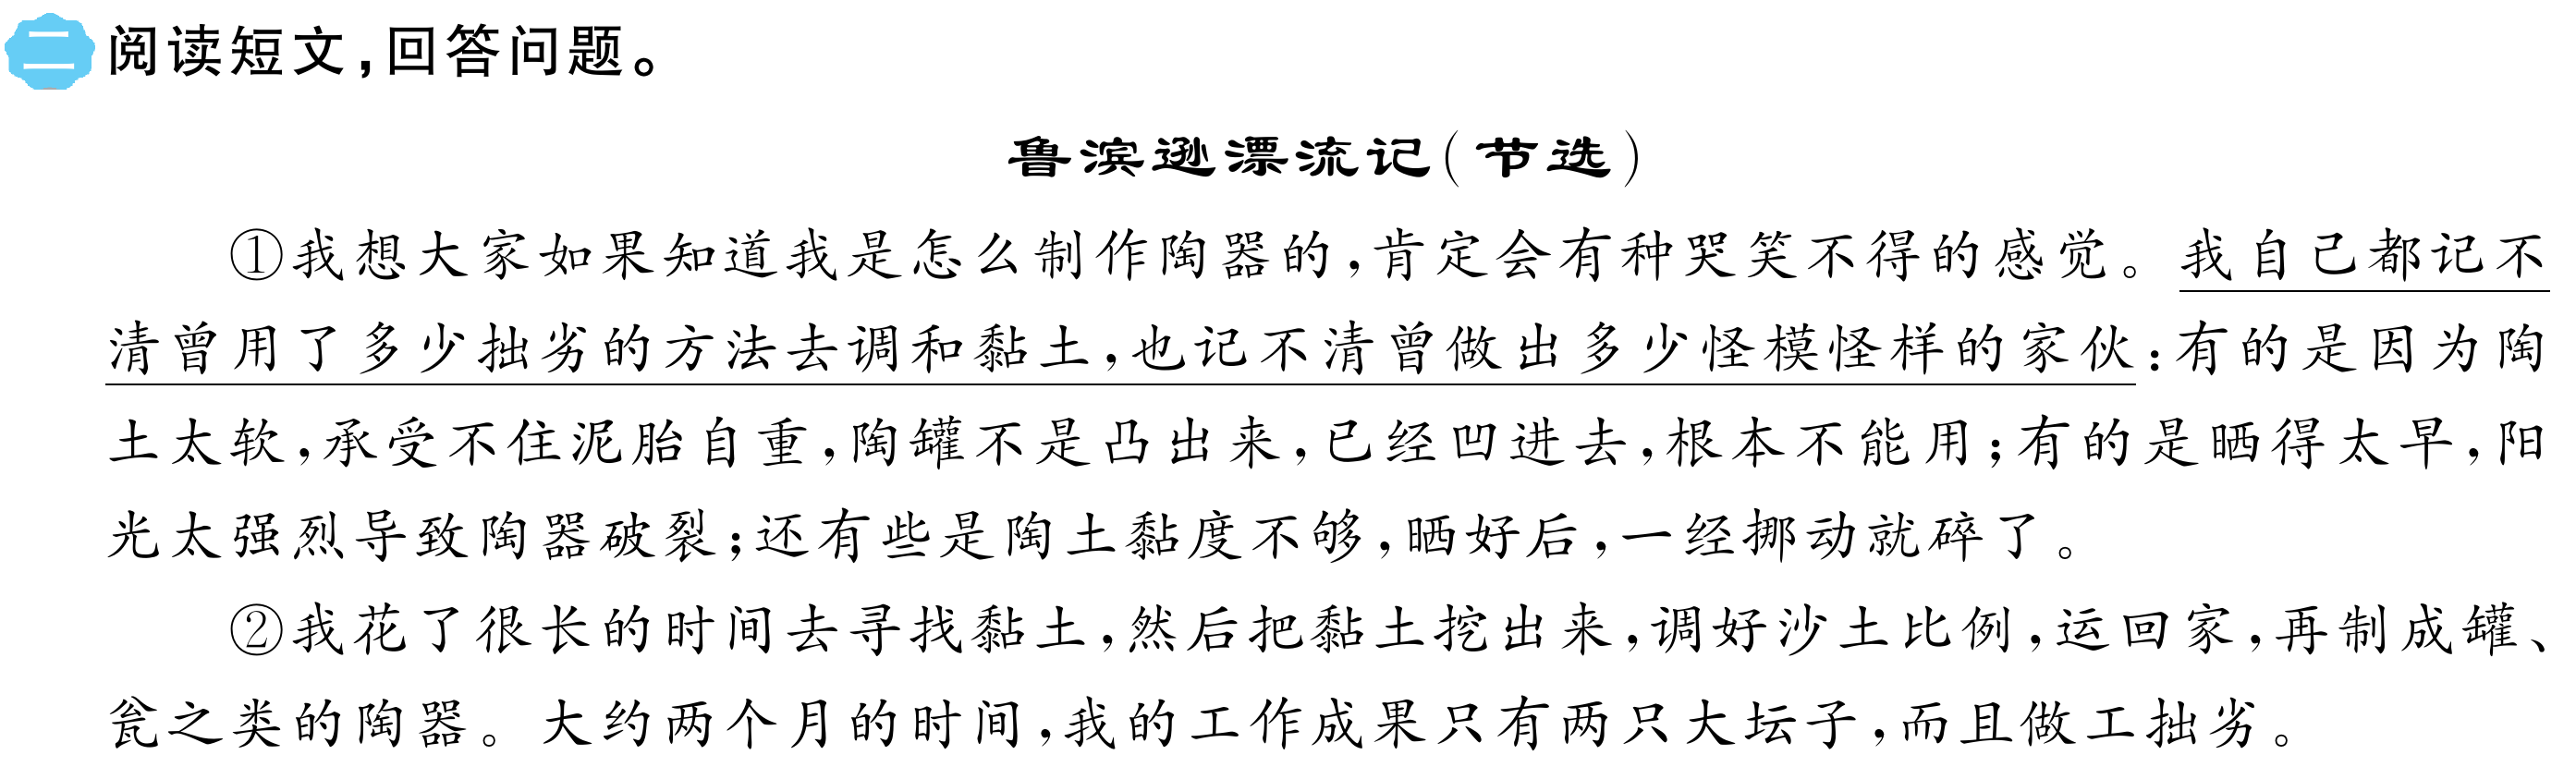 二 阅读短文,回答问题。
鲁滨逊漂流记(节选)
①我想大家如果知道我是怎么制作陶器的,肯定会有种哭笑不得的感觉。我自己都记不
清曾用了多少拙劣的方法去调和黏土,也记不清曾做出多少怪模怪样的家伙:有的是因为陶
土太软,承受不住泥胎自重,陶罐不是凸出来,已经凹进去,根本不能用;有的是晒得太早,阳
光太强烈导致陶器破裂;还有些是陶土黏度不够,晒好后,一经挪动就碎了。
②我花了很长的时间去寻找黏土,然后把黏土挖出来,调好沙土比例,运回家,再制成罐、
瓮之类的陶器。大约两个月的时间,我的工作成果只有两只大坛子,而且做工拙劣。